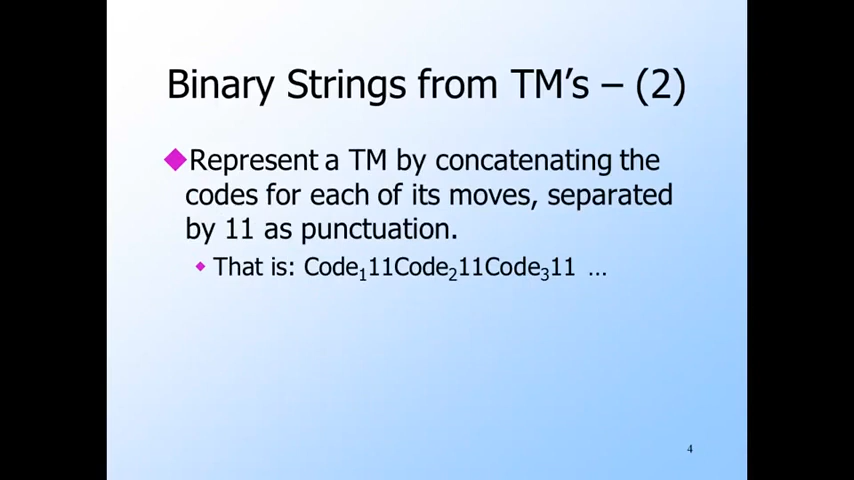 Binary Strings from TM’s – (2)
Represent a TM by concatenating the
codes for each of its moves, separated
by 11 as punctuation.
That is: Code₁11Code₂11Code₃11 …
4